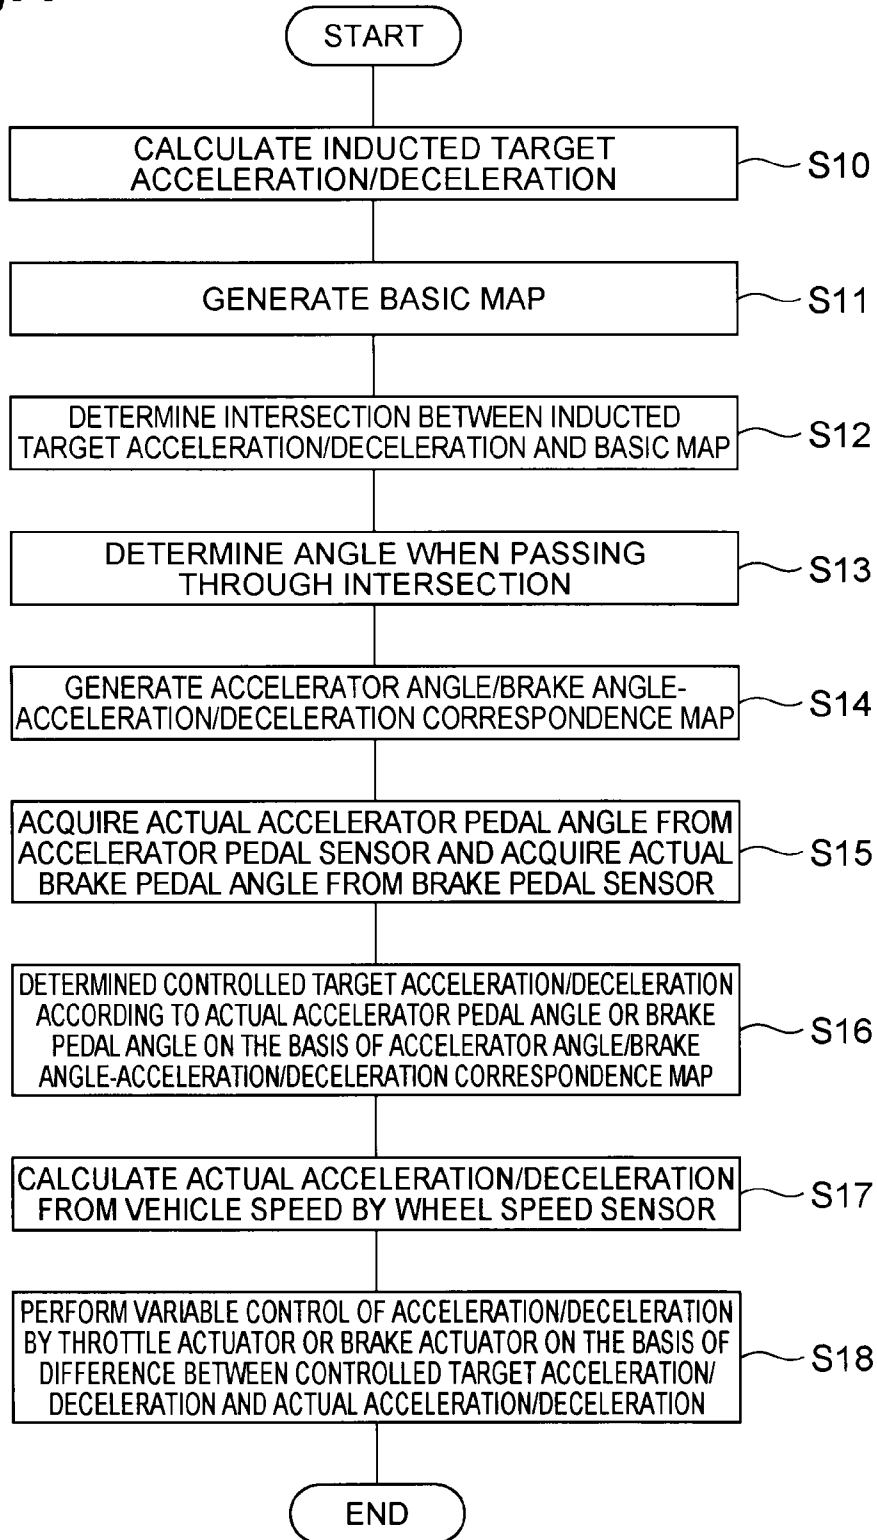 START
CALCULATE INDUCTED TARGET
ACCELERATION/DECELERATION
S10
GENERATE BASIC MAP
S11
DETERMINE INTERSECTION BETWEEN INDUCTED
TARGET ACCELERATION/DECELERATION AND BASIC MAP
S12
DETERMINE ANGLE WHEN PASSING
THROUGH INTERSECTION
S13
GENERATE ACCELERATOR ANGLE/BRAKE ANGLE-
ACCELERATION/DECELERATION CORRESPONDENCE MAP
S14
ACQUIRE ACTUAL ACCELERATOR PEDAL ANGLE FROM
ACCELERATOR PEDAL SENSOR AND ACQUIRE ACTUAL
BRAKE PEDAL ANGLE FROM BRAKE PEDAL SENSOR
S15
DETERMINED CONTROLLED TARGET ACCELERATION/DECELERATION
ACCORDING TO ACTUAL ACCELERATOR PEDAL ANGLE OR BRAKE
PEDAL ANGLE ON THE BASIS OF ACCELERATOR ANGLE/BRAKE
ANGLE-ACCELERATION/DECELERATION CORRESPONDENCE MAP
S16
CALCULATE ACTUAL ACCELERATION/DECELERATION
FROM VEHICLE SPEED BY WHEEL SPEED SENSOR
S17
PERFORM VARIABLE CONTROL OF ACCELERATION/DECELERATION
BY THROTTLE ACTUATOR OR BRAKE ACTUATOR ON THE BASIS OF
DIFFERENCE BETWEEN CONTROLLED TARGET ACCELERATION/
DECELERATION AND ACTUAL ACCELERATION/DECELERATION
S18
END